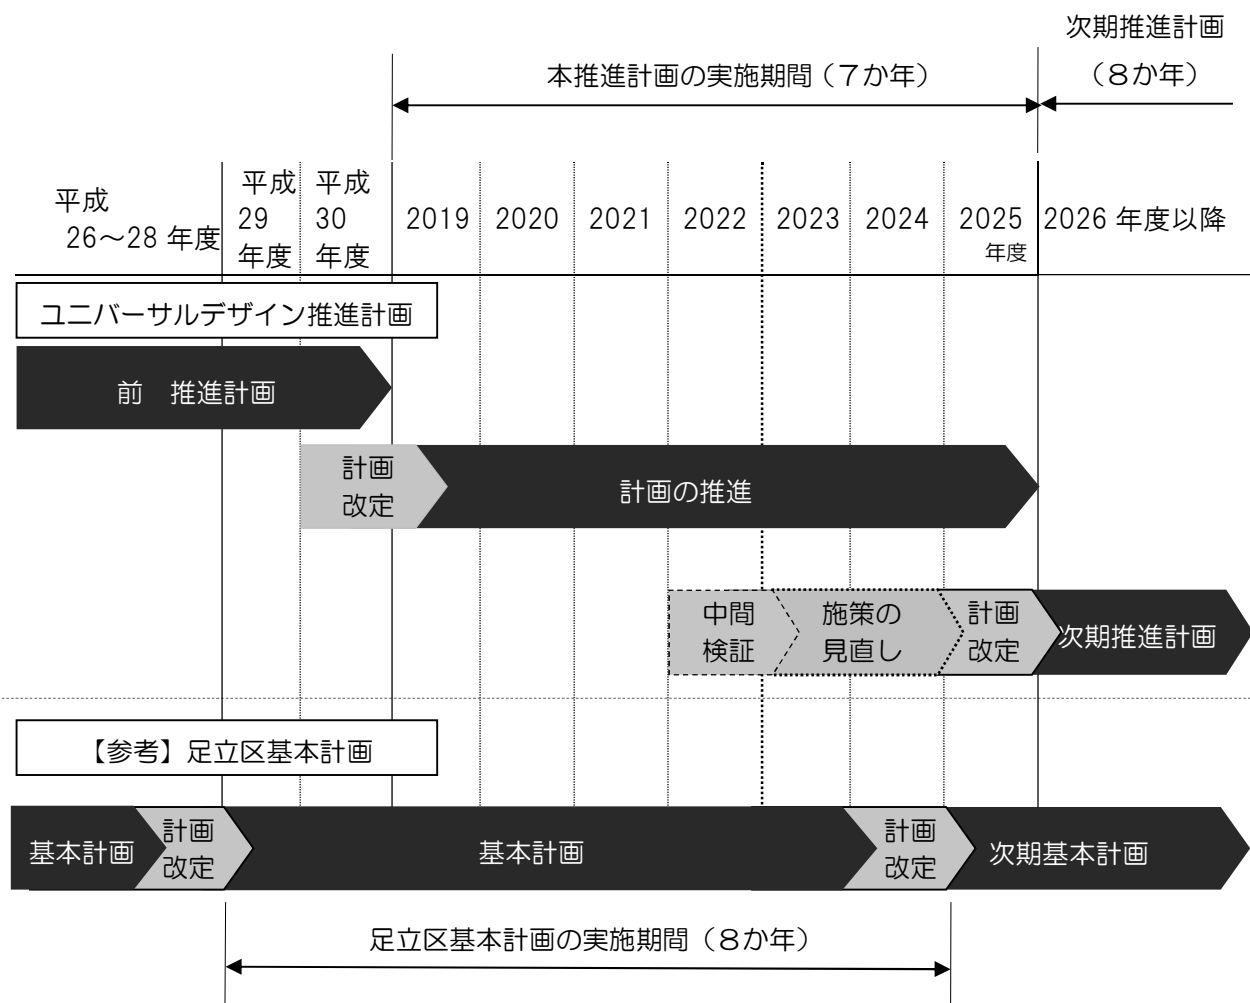 次期推進計画
（８か年）
本推進計画の実施期間（７か年）
平成
26～28 年度
平成
29
年度
平成
30
年度
2019
2020
2021
2022
2023
2024
2025
年度
2026 年度以降
ユニバーサルデザイン推進計画
前　推進計画
計画
改定
計画の推進
中間
検証
施策の
見直し
計画
改定
次期推進計画
【参考】足立区基本計画
基本計画
計画
改定
基本計画
計画
改定
次期基本計画
足立区基本計画の実施期間（８か年）